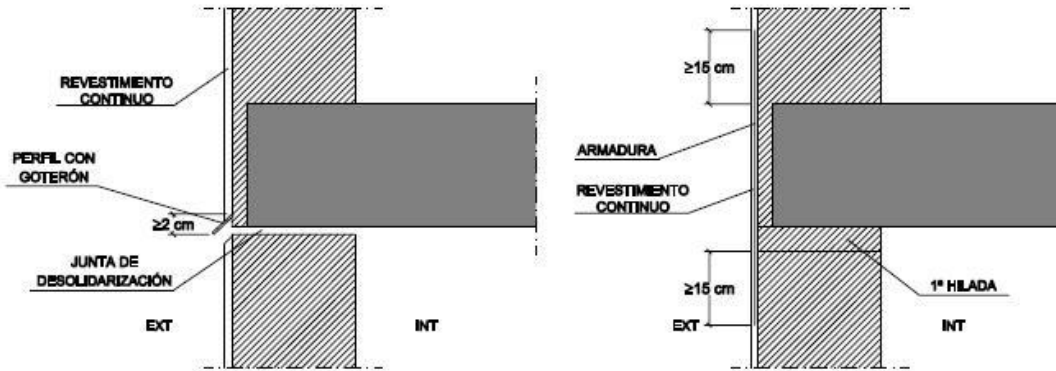 REVESTIMIENTO
CONTINUO
PERFIL CON
GOTERÓN
≥2 cm
JUNTA DE
DESOLIDARIZACIÓN
EXT
INT
≥15 cm
ARMADURA
REVESTIMIENTO
CONTINUO
≥15 cm
1ª HILADA
EXT
INT